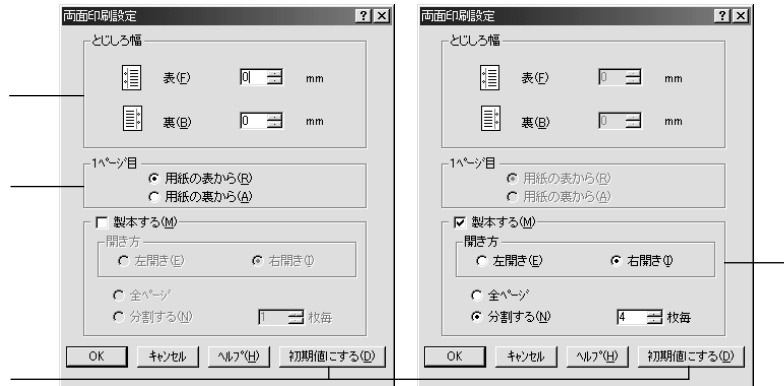 両面印刷設定
とじしろ幅
表(F) 0 mm
裏(B) 0 mm
1ページ目
用紙の表から(R)
用紙の裏から(A)
製本する(M)
開き方
左開き(E) 右開き(I)
全ページ
分割する(N) 1 枚毎
OK キャンセル ヘルプ(H) 初期値にする(D)
両面印刷設定
とじしろ幅
表(F) 0 mm
裏(B) 0 mm
1ページ目
用紙の表から(R)
用紙の裏から(A)
製本する(M)
開き方
左開き(E) 右開き(I)
全ページ
分割する(N) 4 枚毎
OK キャンセル ヘルプ(H) 初期値にする(D)